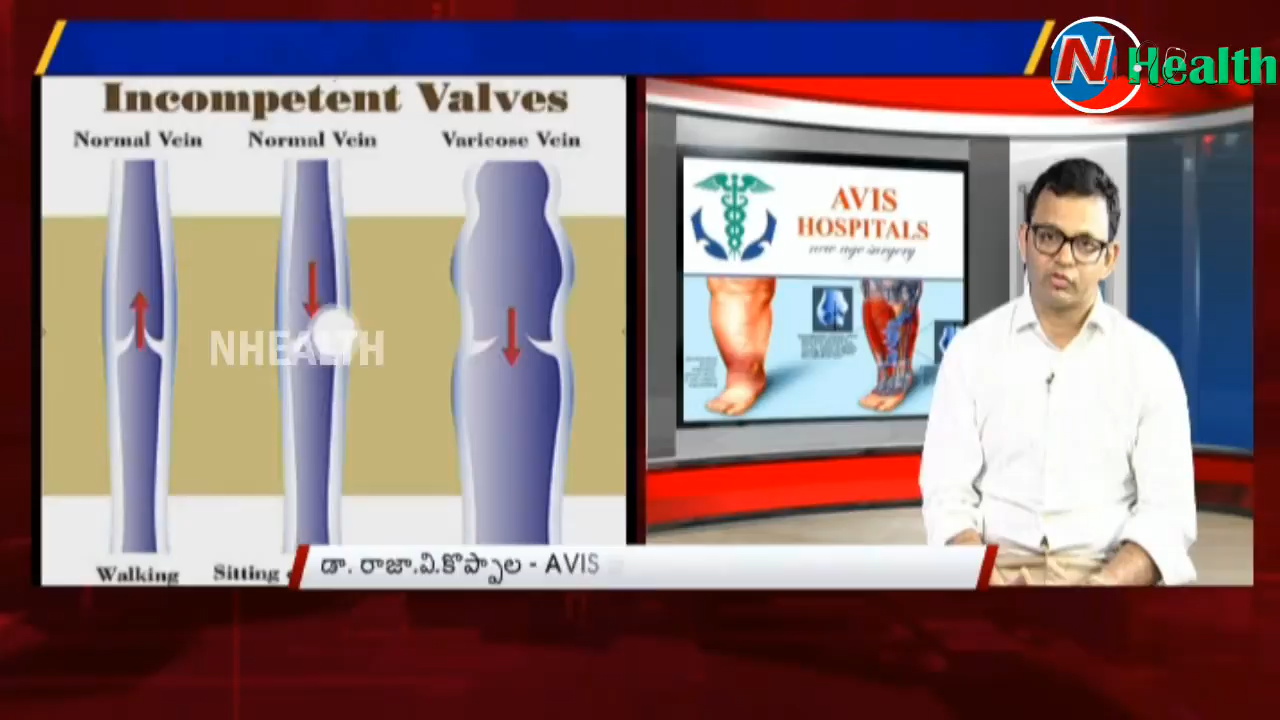 N Health
Incompetent Valves
Normal Vein
Normal Vein
Varicose Vein
NHEALTH
Walking
Sitting
AVIS
HOSPITALS
new age surgery
డా. రాజా.వి.కొప్పాల - AVIS